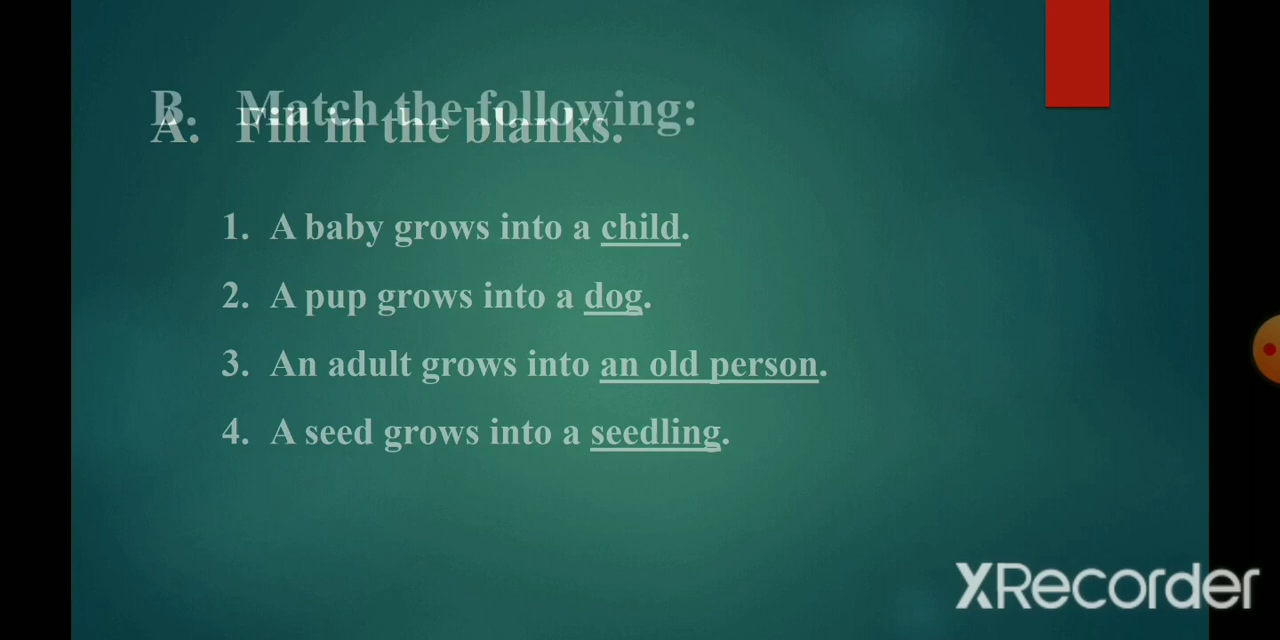 B. Match the following:
A. Fill in the blanks.
1. A baby grows into a child.
2. A pup grows into a dog.
3. An adult grows into an old person.
4. A seed grows into a seedling.
XRecorder